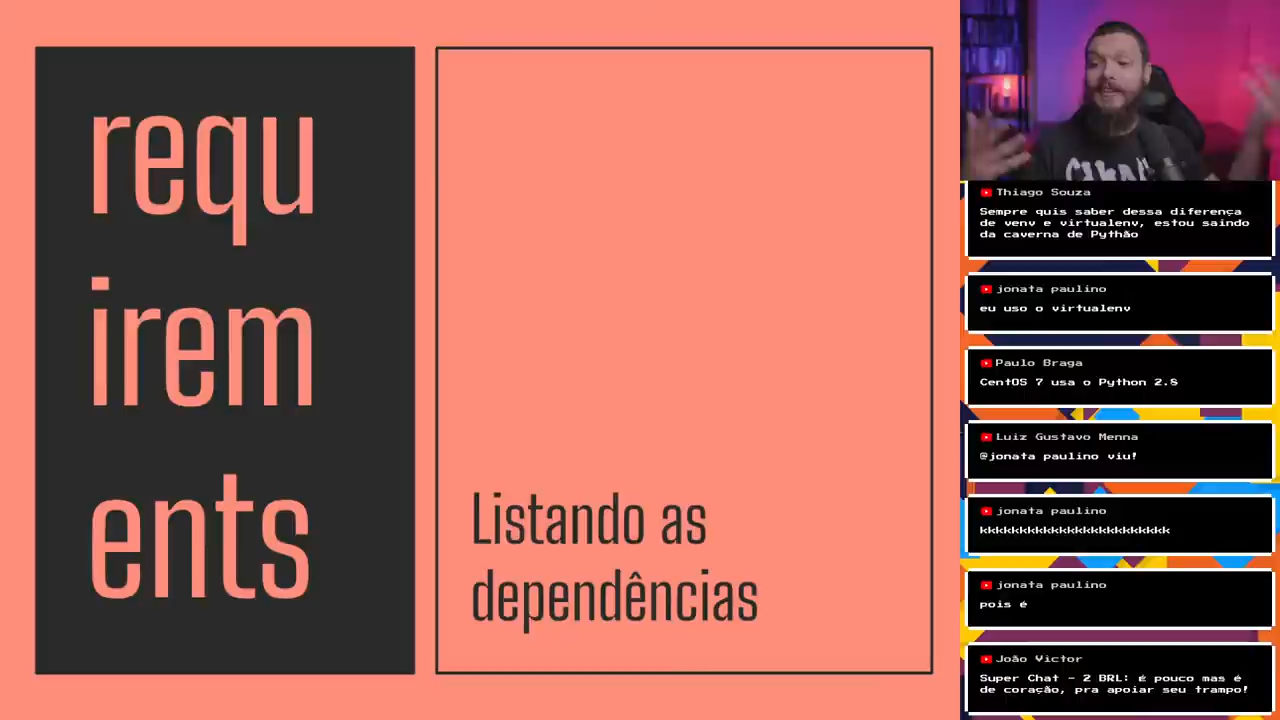 requ
irem
ents
Listando as
dependências
Thiago Souza
Sempre quis saber dessa diferença
de venv e virtualenv, estou saindo
da caverna de Pythão
jonata paulino
eu uso o virtualenv
Paulo Braga
CentOS 7 usa o Python 2.8
Luiz Gustavo Menna
@jonata paulino viu!
jonata paulino
kkkkkkkkkkkkkkkkkkkkkkkk
jonata paulino
pois é
João Victor
Super Chat - 2 BRL: é pouco mas é
de coração, pra apoiar seu trampo!